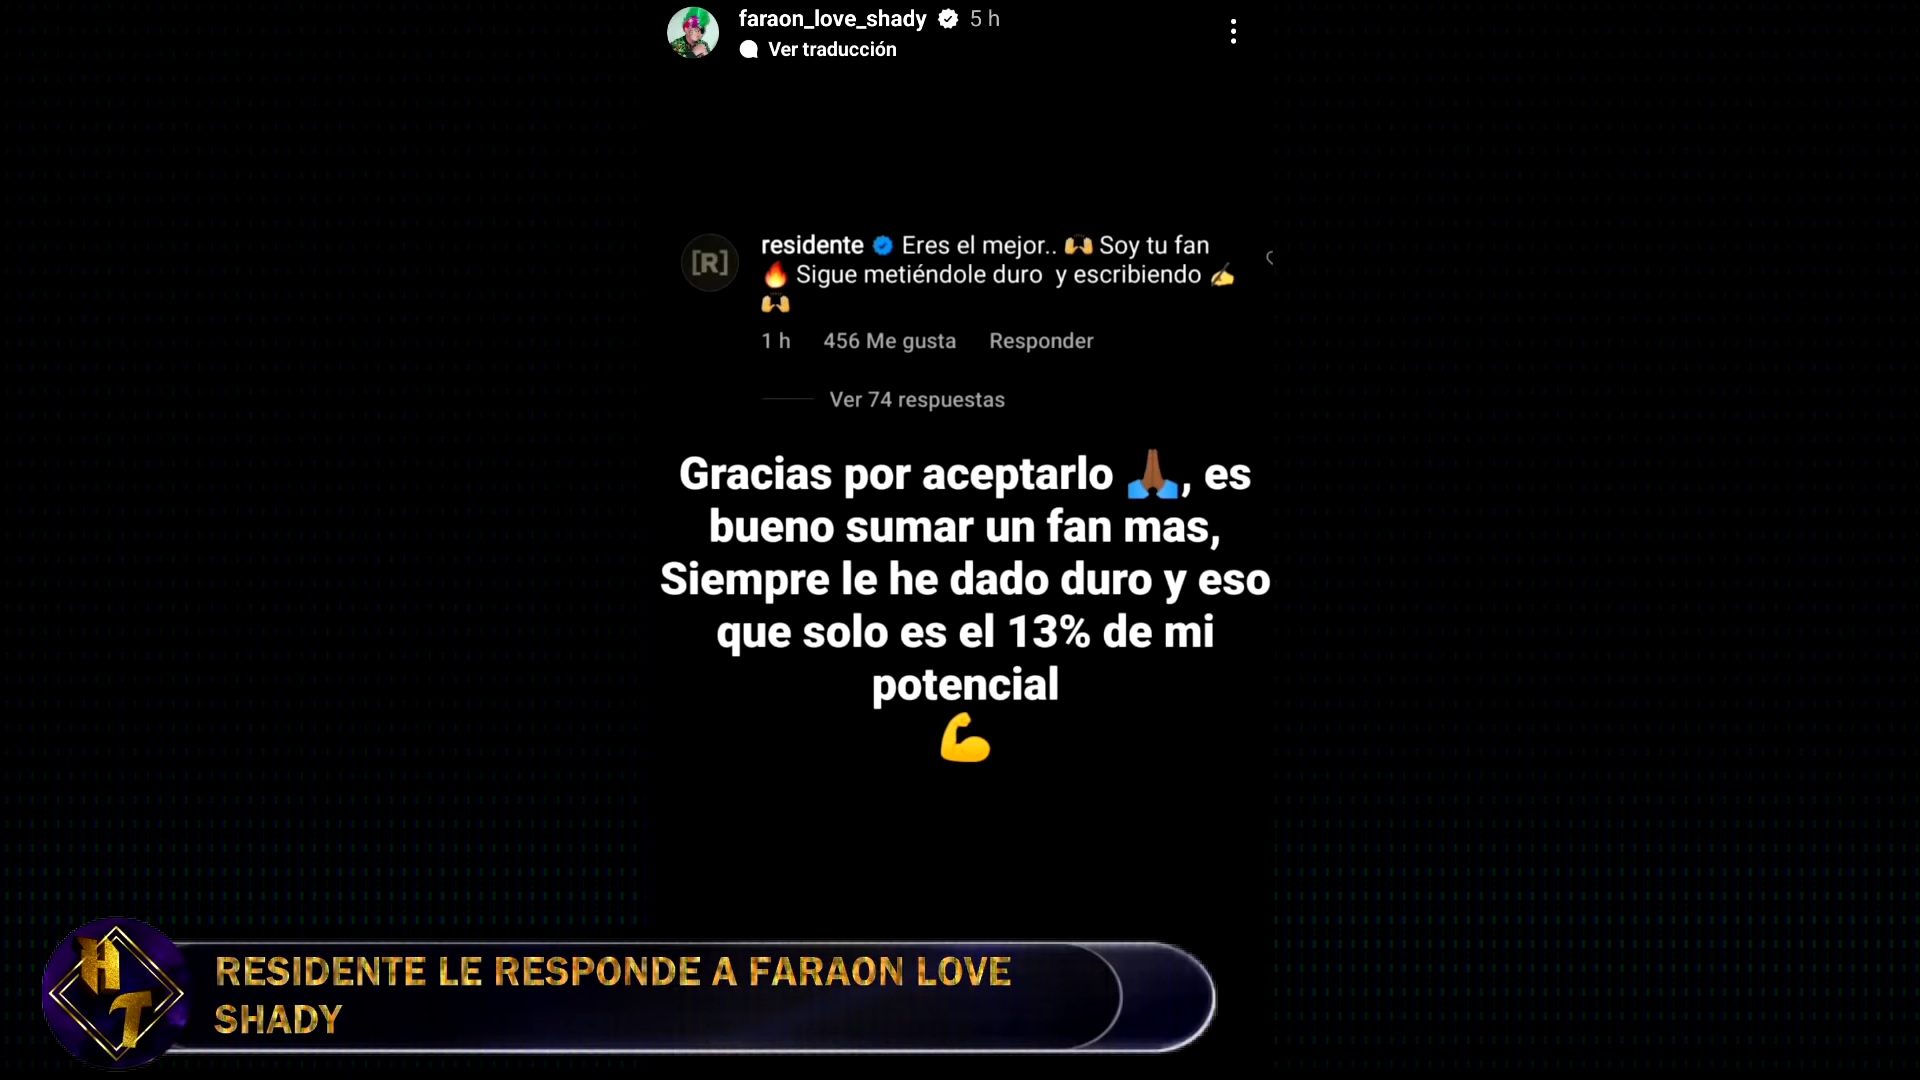 faraon_love_shady 5 h
Ver traducción
[R]
residente Eres el mejor.. 🙌 Soy tu fan
🔥 Sigue metiéndole duro y escribiendo ✍️
🙌
1 h 456 Me gusta Responder
Ver 74 respuestas
Gracias por aceptarlo 🙏🏾, es
bueno sumar un fan mas,
Siempre le he dado duro y eso
que solo es el 13% de mi
potencial
💪
HT
RESIDENTE LE RESPONDE A FARAON LOVE
SHADY